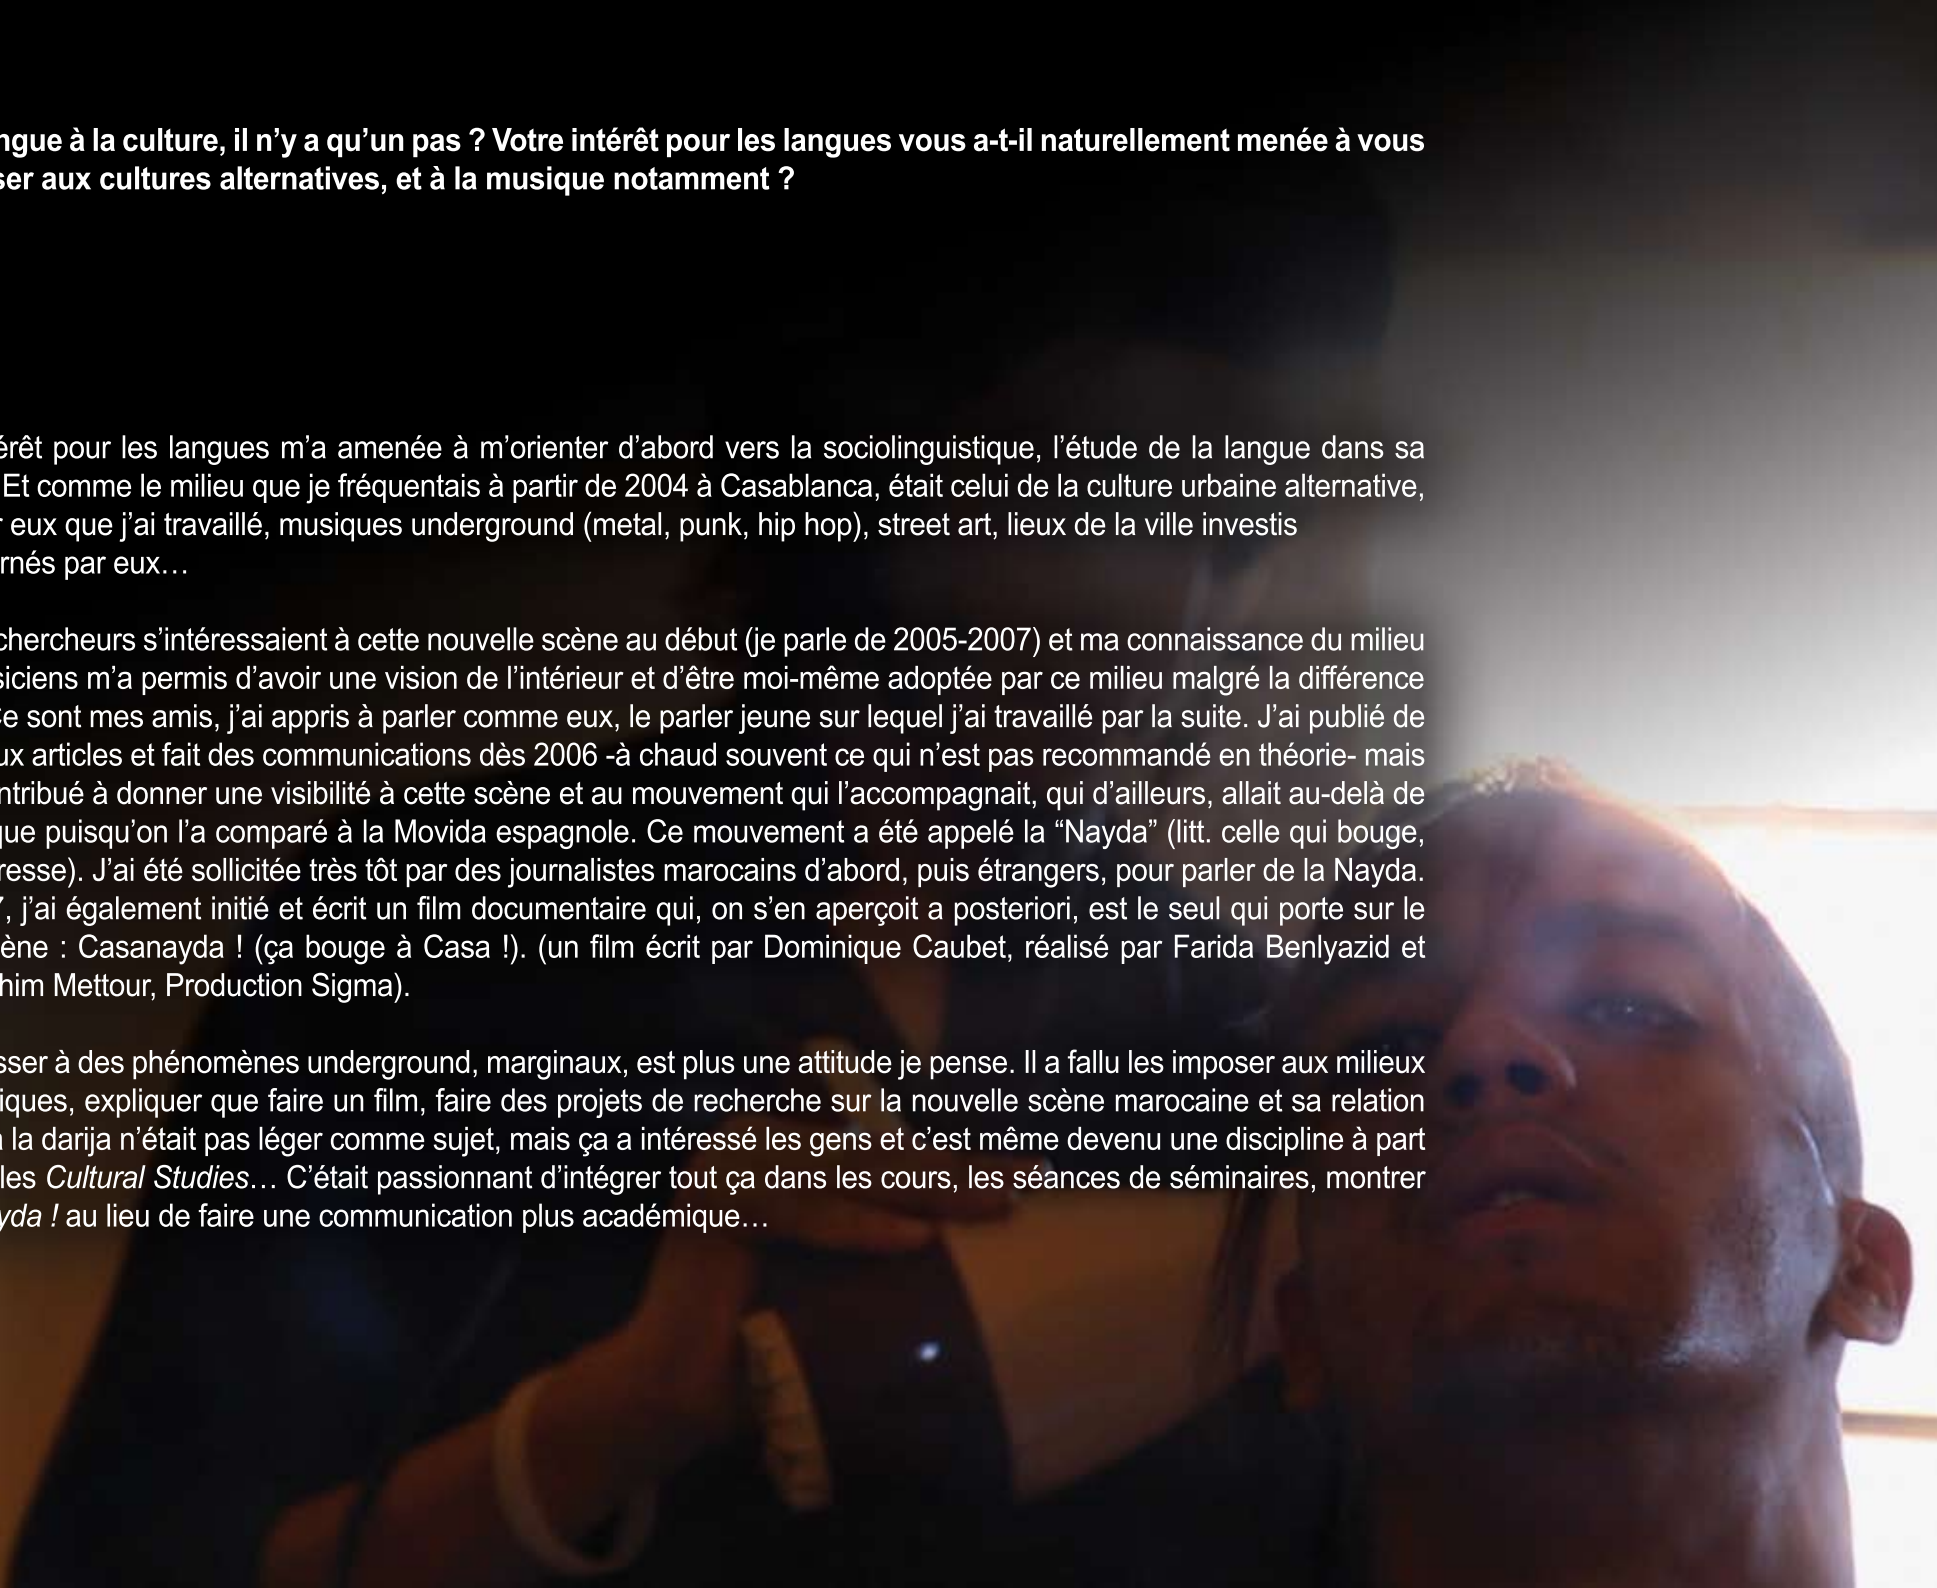 ngue à la culture, il n’y a qu’un pas ? Votre intérêt pour les langues vous a-t-il naturellement menée à vous
ser aux cultures alternatives, et à la musique notamment ?
érêt pour les langues m’a amenée à m’orienter d’abord vers la sociolinguistique, l’étude de la langue dans sa
Et comme le milieu que je fréquentais à partir de 2004 à Casablanca, était celui de la culture urbaine alternative,
r eux que j’ai travaillé, musiques underground (metal, punk, hip hop), street art, lieux de la ville investis
rnés par eux…
chercheurs s’intéressaient à cette nouvelle scène au début (je parle de 2005-2007) et ma connaissance du milieu
siciens m’a permis d’avoir une vision de l’intérieur et d’être moi-même adoptée par ce milieu malgré la différence
Ce sont mes amis, j’ai appris à parler comme eux, le parler jeune sur lequel j’ai travaillé par la suite. J’ai publié de
ux articles et fait des communications dès 2006 -à chaud souvent ce qui n’est pas recommandé en théorie- mais
ntribué à donner une visibilité à cette scène et au mouvement qui l’accompagnait, qui d’ailleurs, allait au-delà de
que puisqu’on l’a comparé à la Movida espagnole. Ce mouvement a été appelé la “Nayda” (litt. celle qui bouge,
resse). J’ai été sollicitée très tôt par des journalistes marocains d’abord, puis étrangers, pour parler de la Nayda.
7, j’ai également initié et écrit un film documentaire qui, on s’en aperçoit a posteriori, est le seul qui porte sur le
ène : Casanayda ! (ça bouge à Casa !). (un film écrit par Dominique Caubet, réalisé par Farida Benlyazid et
him Mettour, Production Sigma).
sser à des phénomènes underground, marginaux, est plus une attitude je pense. Il a fallu les imposer aux milieux
iques, expliquer que faire un film, faire des projets de recherche sur la nouvelle scène marocaine et sa relation
à la darija n’était pas léger comme sujet, mais ça a intéressé les gens et c’est même devenu une discipline à part
les Cultural Studies… C’était passionnant d’intégrer tout ça dans les cours, les séances de séminaires, montrer
yda ! au lieu de faire une communication plus académique…